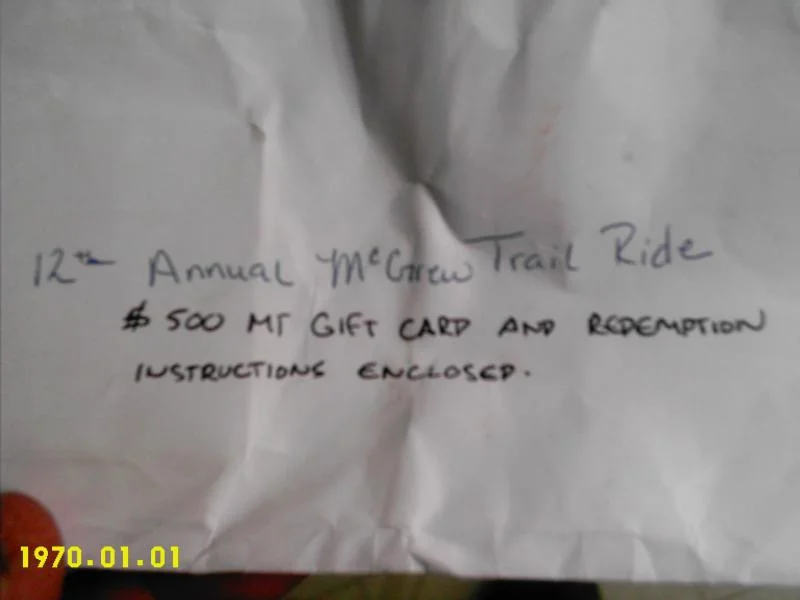 12th Annual McGrew Trail Ride
$500 MT GIFT CARD AND REDEMPTION
INSTRUCTIONS ENCLOSED.
1970.01.01